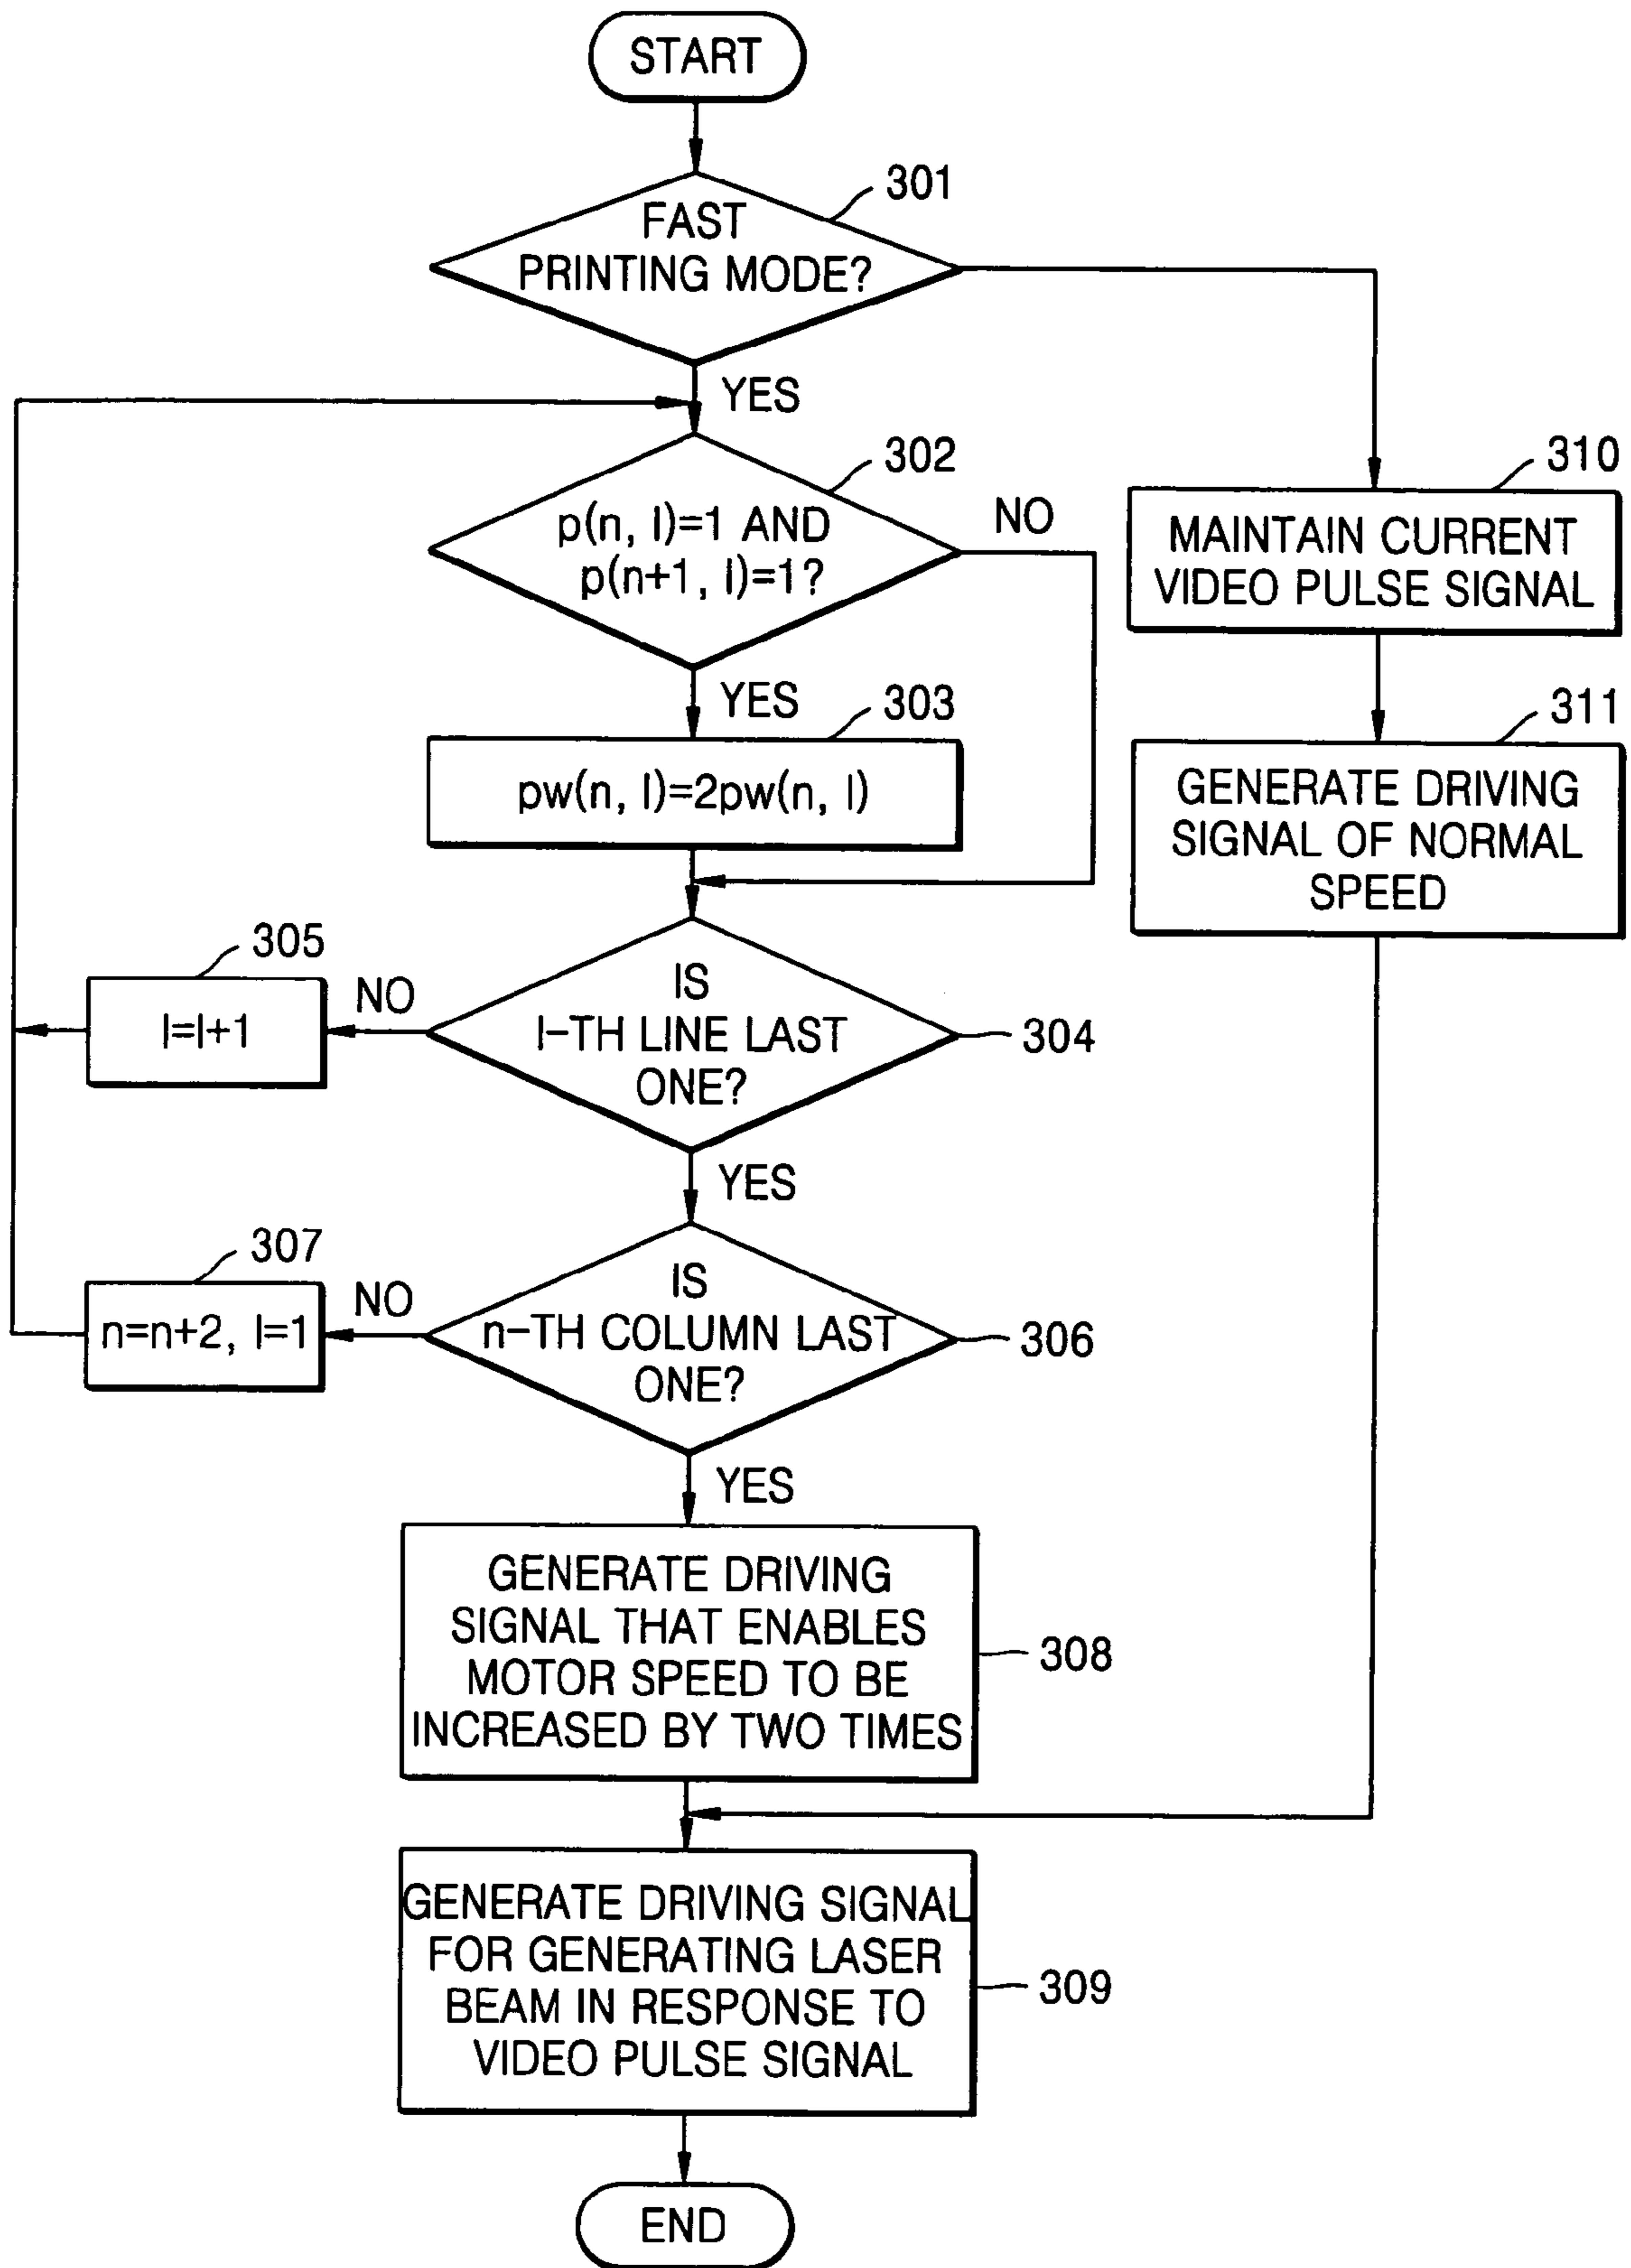 START
301
FAST
PRINTING MODE?
YES
302
p(n, l)=1 AND
p(n+1, l)=1?
NO
310
MAINTAIN CURRENT
VIDEO PULSE SIGNAL
YES
303
pw(n, l)=2pw(n, l)
311
GENERATE DRIVING
SIGNAL OF NORMAL
SPEED
305
l=l+1
NO
IS
l-TH LINE LAST
ONE?
304
YES
307
n=n+2, l=1
NO
IS
n-TH COLUMN LAST
ONE?
306
YES
GENERATE DRIVING
SIGNAL THAT ENABLES
MOTOR SPEED TO BE
INCREASED BY TWO TIMES
308
GENERATE DRIVING SIGNAL
FOR GENERATING LASER
BEAM IN RESPONSE TO
VIDEO PULSE SIGNAL
309
END